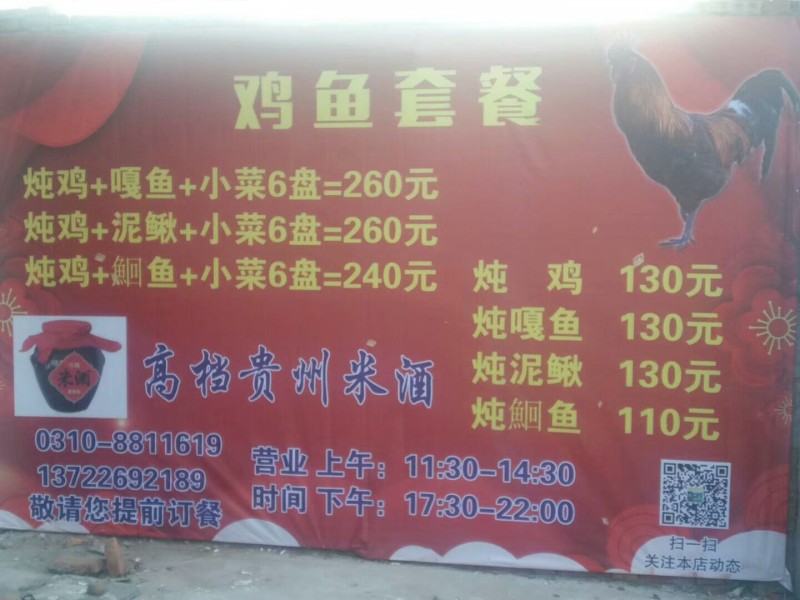 鸡鱼套餐
炖鸡+嘎鱼+小菜6盘=260元
炖鸡+泥鳅+小菜6盘=260元
炖鸡+鮰鱼+小菜6盘=240元
炖 鸡 130元
炖嘎鱼 130元
炖泥鳅 130元
炖鮰鱼 110元
米酒
高档贵州米酒
0310-8811619
13722692189
敬请您提前订餐
营业 上午：11:30-14:30
时间 下午：17:30-22:00
扫一扫
关注本店动态